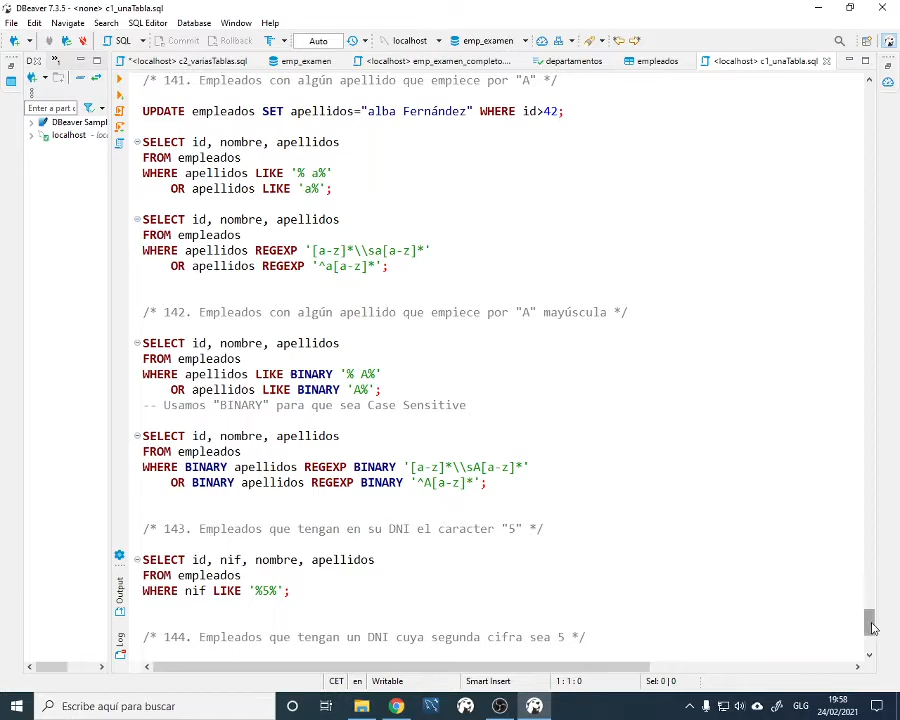 DBeaver 7.3.5 - <none> c1_unaTabla.sql
File Edit Navigate Search SQL Editor Database Window Help
SQL Commit Rollback T Auto localhost emp_examen
D *<localhost> c2_variasTablas.sql emp_examen <localhost> emp_examen_completo.... departamentos empleados <localhost> c1_unaTabla.sql
Enter a part
DBeaver Sampl
localhost - loc
/* 141. Empleados con algún apellido que empiece por "A" */
UPDATE empleados SET apellidos="alba Fernández" WHERE id>42;
SELECT id, nombre, apellidos
FROM empleados
WHERE apellidos LIKE '% a%'
OR apellidos LIKE 'a%';
SELECT id, nombre, apellidos
FROM empleados
WHERE apellidos REGEXP '[a-z]*\\sa[a-z]*'
OR apellidos REGEXP '^a[a-z]*';
/* 142. Empleados con algún apellido que empiece por "A" mayúscula */
SELECT id, nombre, apellidos
FROM empleados
WHERE apellidos LIKE BINARY '% A%'
OR apellidos LIKE BINARY 'A%';
-- Usamos "BINARY" para que sea Case Sensitive
SELECT id, nombre, apellidos
FROM empleados
WHERE BINARY apellidos REGEXP BINARY '[a-z]*\\sA[a-z]*'
OR BINARY apellidos REGEXP BINARY '^A[a-z]*';
/* 143. Empleados que tengan en su DNI el caracter "5" */
SELECT id, nif, nombre, apellidos
FROM empleados
WHERE nif LIKE '%5%';
/* 144. Empleados que tengan un DNI cuya segunda cifra sea 5 */
Output
Log
CET en Writable Smart Insert 1 : 1 : 0 Sel: 0 | 0
Escribe aquí para buscar
GLG
19:58
24/02/2021